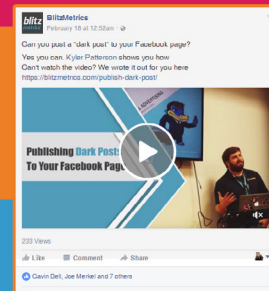 blitz
BlitzMetrics
February 18 at 12:52am
Can you post a "dark post" to your Facebook page?
Yes you can. Kyler Patterson shows you how
Can't watch the video? We wrote it out for you here
https://blitzmetrics.com/publish-dark-post/
ADVERTISING
Publishing Dark Posts
To Your Facebook Page
233 Views
Like Comment Share
Gavin Dell, Joe Merkel and 7 others